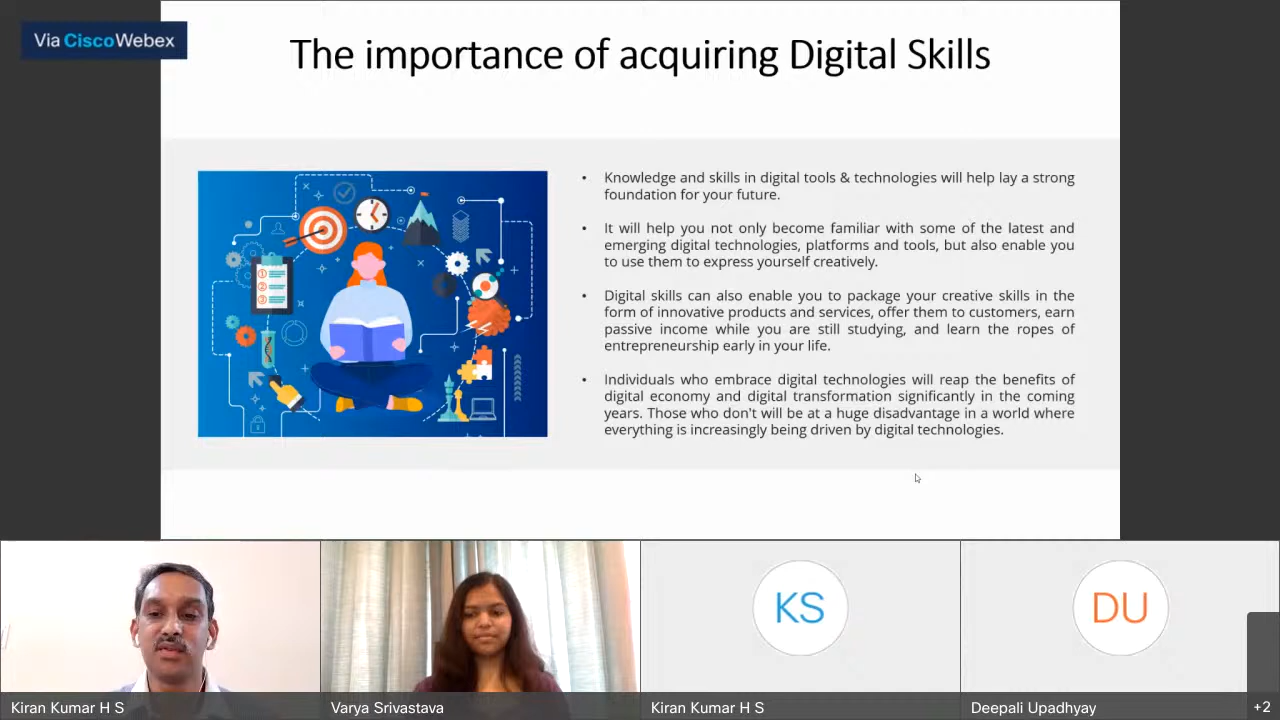 Via CiscoWebex
The importance of acquiring Digital Skills
• Knowledge and skills in digital tools & technologies will help lay a strong
foundation for your future.
• It will help you not only become familiar with some of the latest and
emerging digital technologies, platforms and tools, but also enable you
to use them to express yourself creatively.
• Digital skills can also enable you to package your creative skills in the
form of innovative products and services, offer them to customers, earn
passive income while you are still studying, and learn the ropes of
entrepreneurship early in your life.
• Individuals who embrace digital technologies will reap the benefits of
digital economy and digital transformation significantly in the coming
years. Those who don't will be at a huge disadvantage in a world where
everything is increasingly being driven by digital technologies.
1
2
3
KS
DU
Kiran Kumar H S
Varya Srivastava
Kiran Kumar H S
Deepali Upadhyay
+2